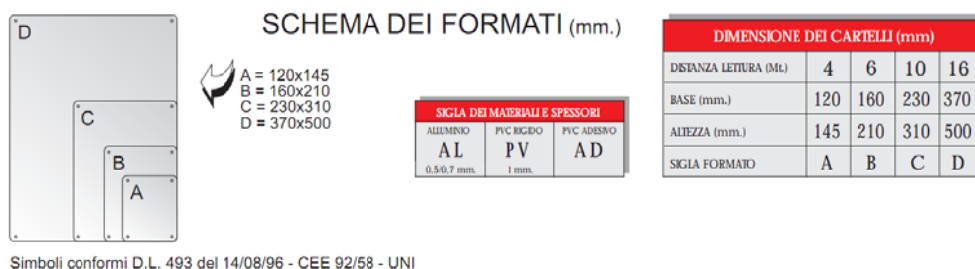 SCHEMA DEI FORMATI (mm.)
D
C
B
A
A = 120x145
B = 160x210
C = 230x310
D = 370x500
SIGLA DEI MATERIALI E SPESSORI
ALLUMINIO PVC RIGIDO PVC ADESIVO
AL PV AD
0,5/0,7 mm. 1 mm.
DIMENSIONE DEI CARTELLI (mm)
DISTANZA LETTURA (Mt.) 4 6 10 16
BASE (mm.) 120 160 230 370
ALTEZZA (mm.) 145 210 310 500
SIGLA FORMATO A B C D
Simboli conformi D.L. 493 del 14/08/96 - CEE 92/58 - UNI